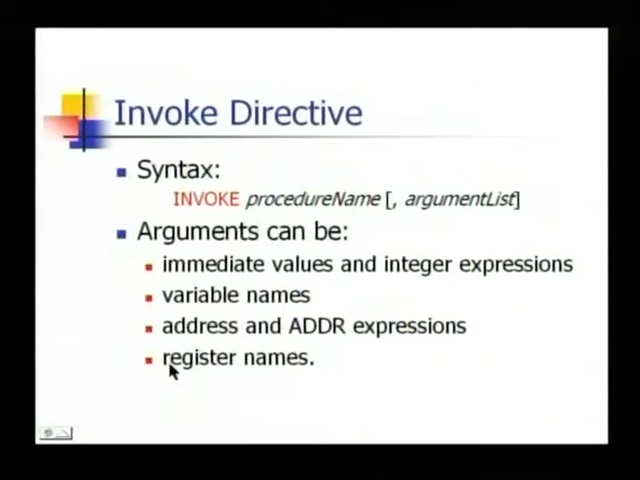 Invoke Directive
Syntax:
INVOKE procedureName [, argumentList]
Arguments can be:
immediate values and integer expressions
variable names
address and ADDR expressions
register names.